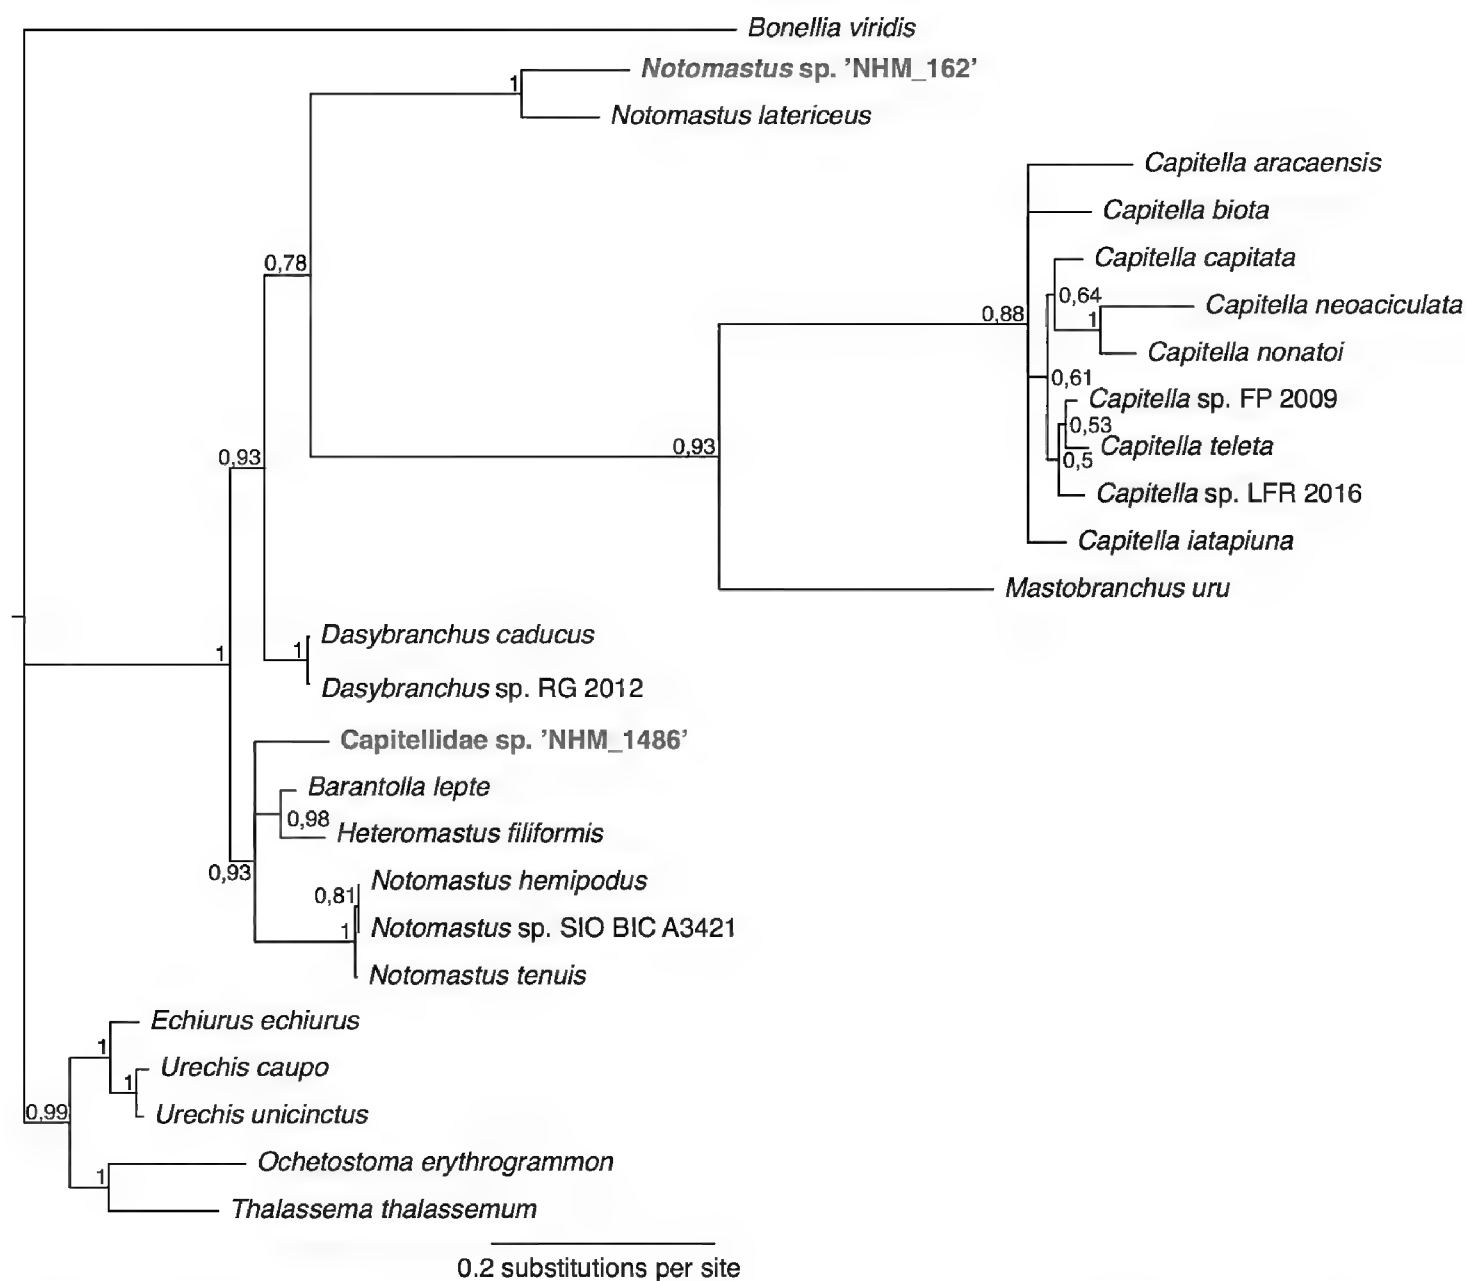 Bonellia viridis
Notomastus sp. 'NHM_162'
1
Notomastus latericeus
Capitella aracaensis
Capitella biota
Capitella capitata
0,78
0,64
Capitella neoaciculata
0,88
1
Capitella nonatoi
0,61
Capitella sp. FP 2009
0,53
0,93
Capitella teleta
0,93
0,5
Capitella sp. LFR 2016
Capitella iatapiuna
Mastobranchus uru
Dasybranchus caducus
1
1
Dasybranchus sp. RG 2012
Capitellidae sp. 'NHM_1486'
Barantolla lepte
0,98
Heteromastus filiformis
0,93
Notomastus hemipodus
0,81
Notomastus sp. SIO BIC A3421
1
Notomastus tenuis
Echiurus echiurus
1
Urechis caupo
1
0,99
Urechis unicinctus
Ochetostoma erythrogrammon
1
Thalassema thalassemum
0.2 substitutions per site